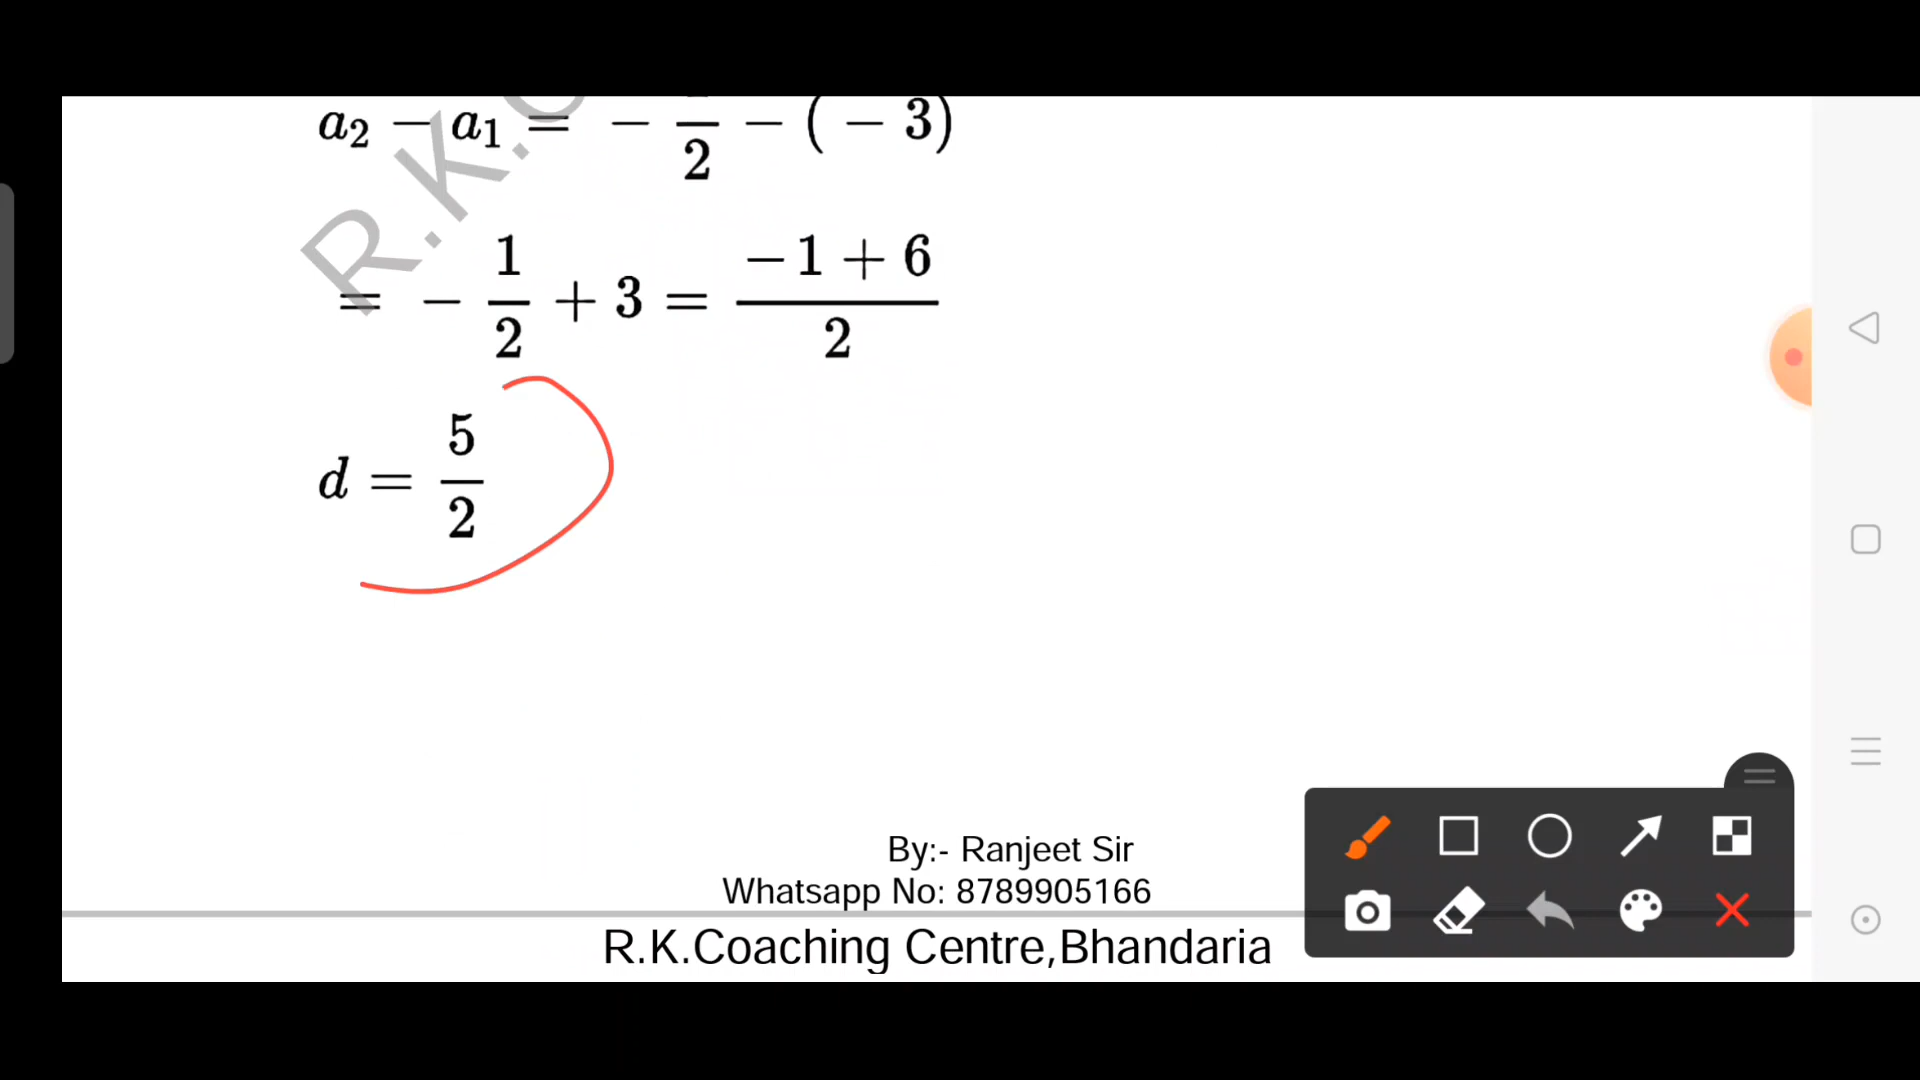 a₂ − a₁ = − 1/2 − ( − 3)
= − 1/2 + 3 = (−1 + 6)/2
d = 5/2
R.K.C
By:- Ranjeet Sir
Whatsapp No: 8789905166
R.K.Coaching Centre,Bhandaria